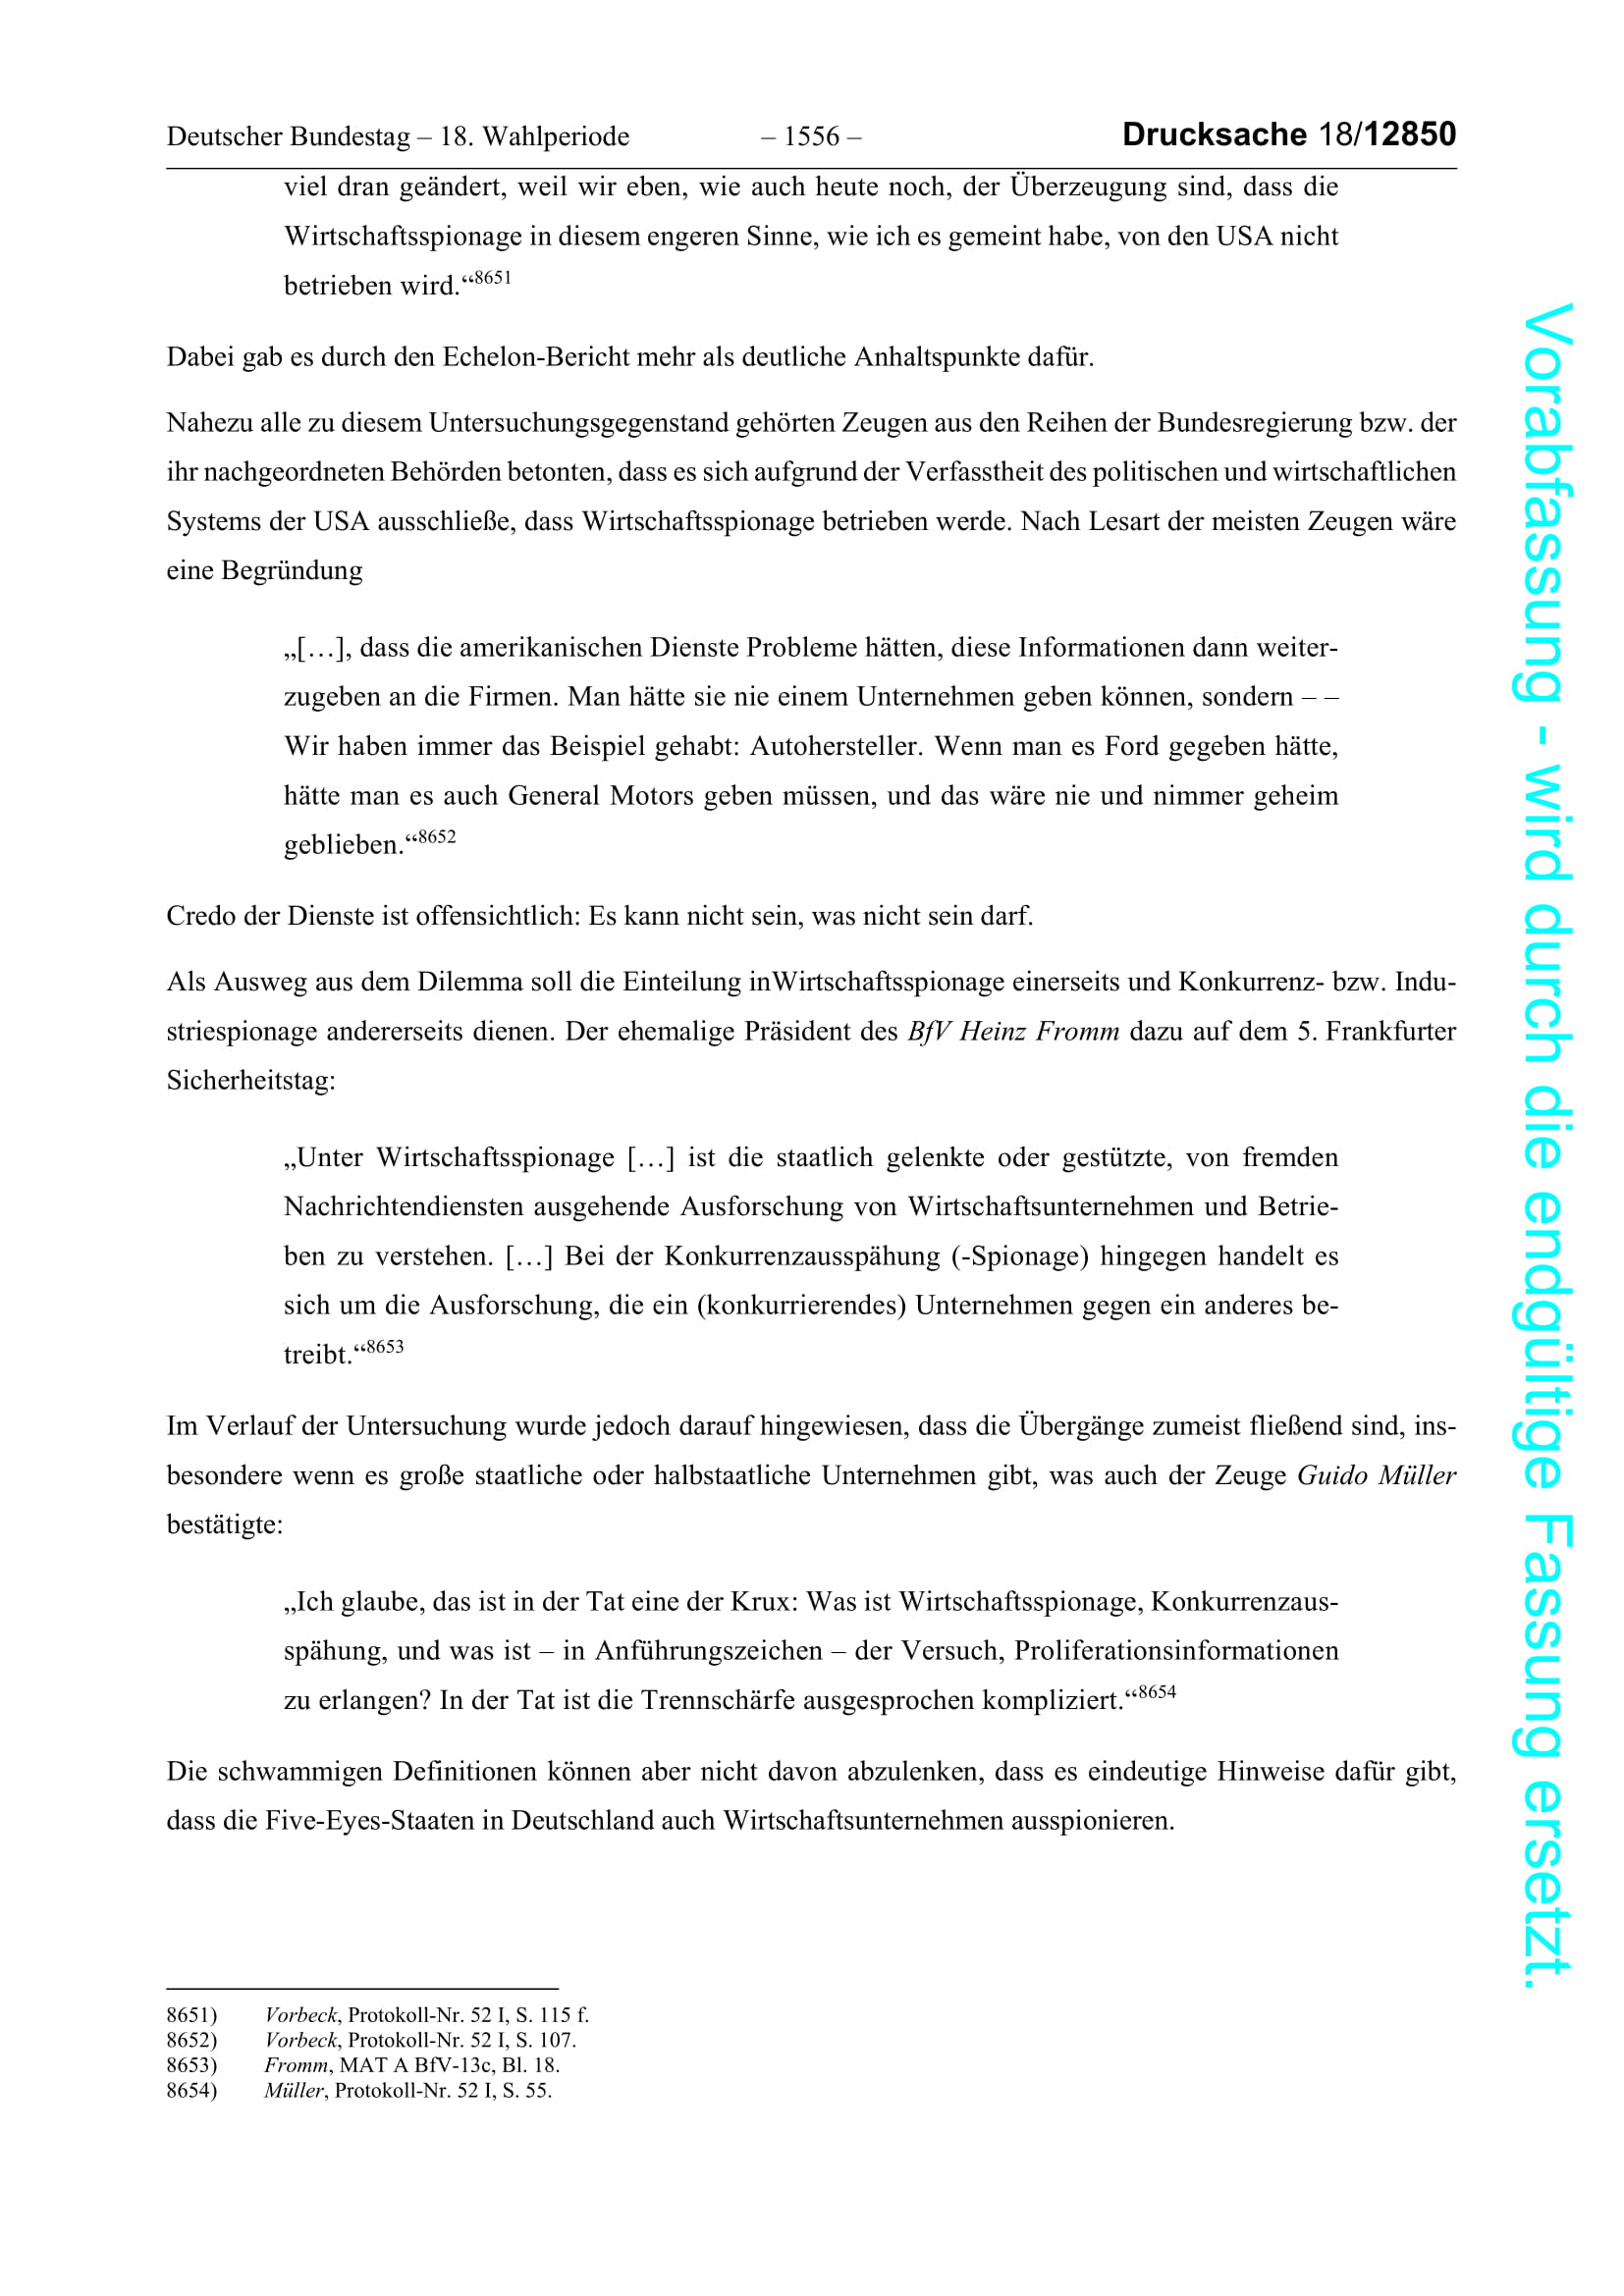 Deutscher Bundestag – 18. Wahlperiode – 1556 – Drucksache 18/12850
viel dran geändert, weil wir eben, wie auch heute noch, der Überzeugung sind, dass die
Wirtschaftsspionage in diesem engeren Sinne, wie ich es gemeint habe, von den USA nicht
betrieben wird.“8651
Dabei gab es durch den Echelon-Bericht mehr als deutliche Anhaltspunkte dafür.
Nahezu alle zu diesem Untersuchungsgegenstand gehörten Zeugen aus den Reihen der Bundesregierung bzw. der
ihr nachgeordneten Behörden betonten, dass es sich aufgrund der Verfasstheit des politischen und wirtschaftlichen
Systems der USA ausschließe, dass Wirtschaftsspionage betrieben werde. Nach Lesart der meisten Zeugen wäre
eine Begründung
„[…], dass die amerikanischen Dienste Probleme hätten, diese Informationen dann weiter-
zugeben an die Firmen. Man hätte sie nie einem Unternehmen geben können, sondern – –
Wir haben immer das Beispiel gehabt: Autohersteller. Wenn man es Ford gegeben hätte,
hätte man es auch General Motors geben müssen, und das wäre nie und nimmer geheim
geblieben.“8652
Credo der Dienste ist offensichtlich: Es kann nicht sein, was nicht sein darf.
Als Ausweg aus dem Dilemma soll die Einteilung inWirtschaftsspionage einerseits und Konkurrenz- bzw. Indu-
striespionage andererseits dienen. Der ehemalige Präsident des BfV Heinz Fromm dazu auf dem 5. Frankfurter
Sicherheitstag:
„Unter Wirtschaftsspionage […] ist die staatlich gelenkte oder gestützte, von fremden
Nachrichtendiensten ausgehende Ausforschung von Wirtschaftsunternehmen und Betrie-
ben zu verstehen. […] Bei der Konkurrenzausspähung (-Spionage) hingegen handelt es
sich um die Ausforschung, die ein (konkurrierendes) Unternehmen gegen ein anderes be-
treibt.“8653
Im Verlauf der Untersuchung wurde jedoch darauf hingewiesen, dass die Übergänge zumeist fließend sind, ins-
besondere wenn es große staatliche oder halbstaatliche Unternehmen gibt, was auch der Zeuge Guido Müller
bestätigte:
„Ich glaube, das ist in der Tat eine der Krux: Was ist Wirtschaftsspionage, Konkurrenzaus-
spähung, und was ist – in Anführungszeichen – der Versuch, Proliferationsinformationen
zu erlangen? In der Tat ist die Trennschärfe ausgesprochen kompliziert.“8654
Die schwammigen Definitionen können aber nicht davon abzulenken, dass es eindeutige Hinweise dafür gibt,
dass die Five-Eyes-Staaten in Deutschland auch Wirtschaftsunternehmen ausspionieren.
8651) Vorbeck, Protokoll-Nr. 52 I, S. 115 f.
8652) Vorbeck, Protokoll-Nr. 52 I, S. 107.
8653) Fromm, MAT A BfV-13c, Bl. 18.
8654) Müller, Protokoll-Nr. 52 I, S. 55.
Vorabfassung - wird durch die endgültige Fassung ersetzt.